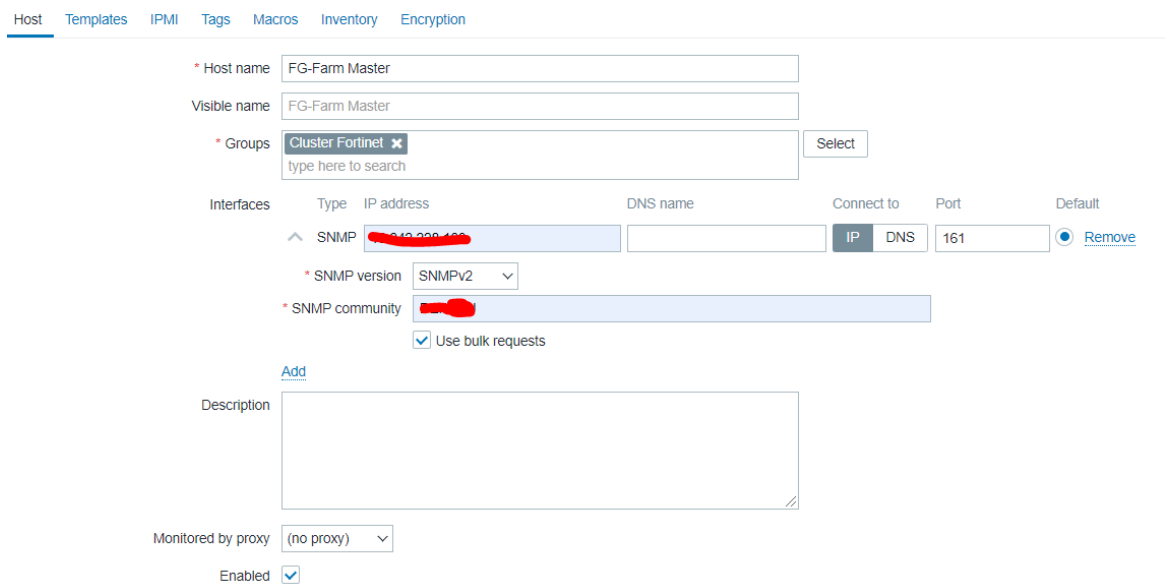 Host Templates IPMI Tags Macros Inventory Encryption
* Host name FG-Farm Master
Visible name FG-Farm Master
* Groups Cluster Fortinet Select
type here to search
Interfaces Type IP address DNS name Connect to Port Default
SNMP IP DNS 161 Remove
* SNMP version SNMPv2
* SNMP community
Use bulk requests
Add
Description
Monitored by proxy (no proxy)
Enabled